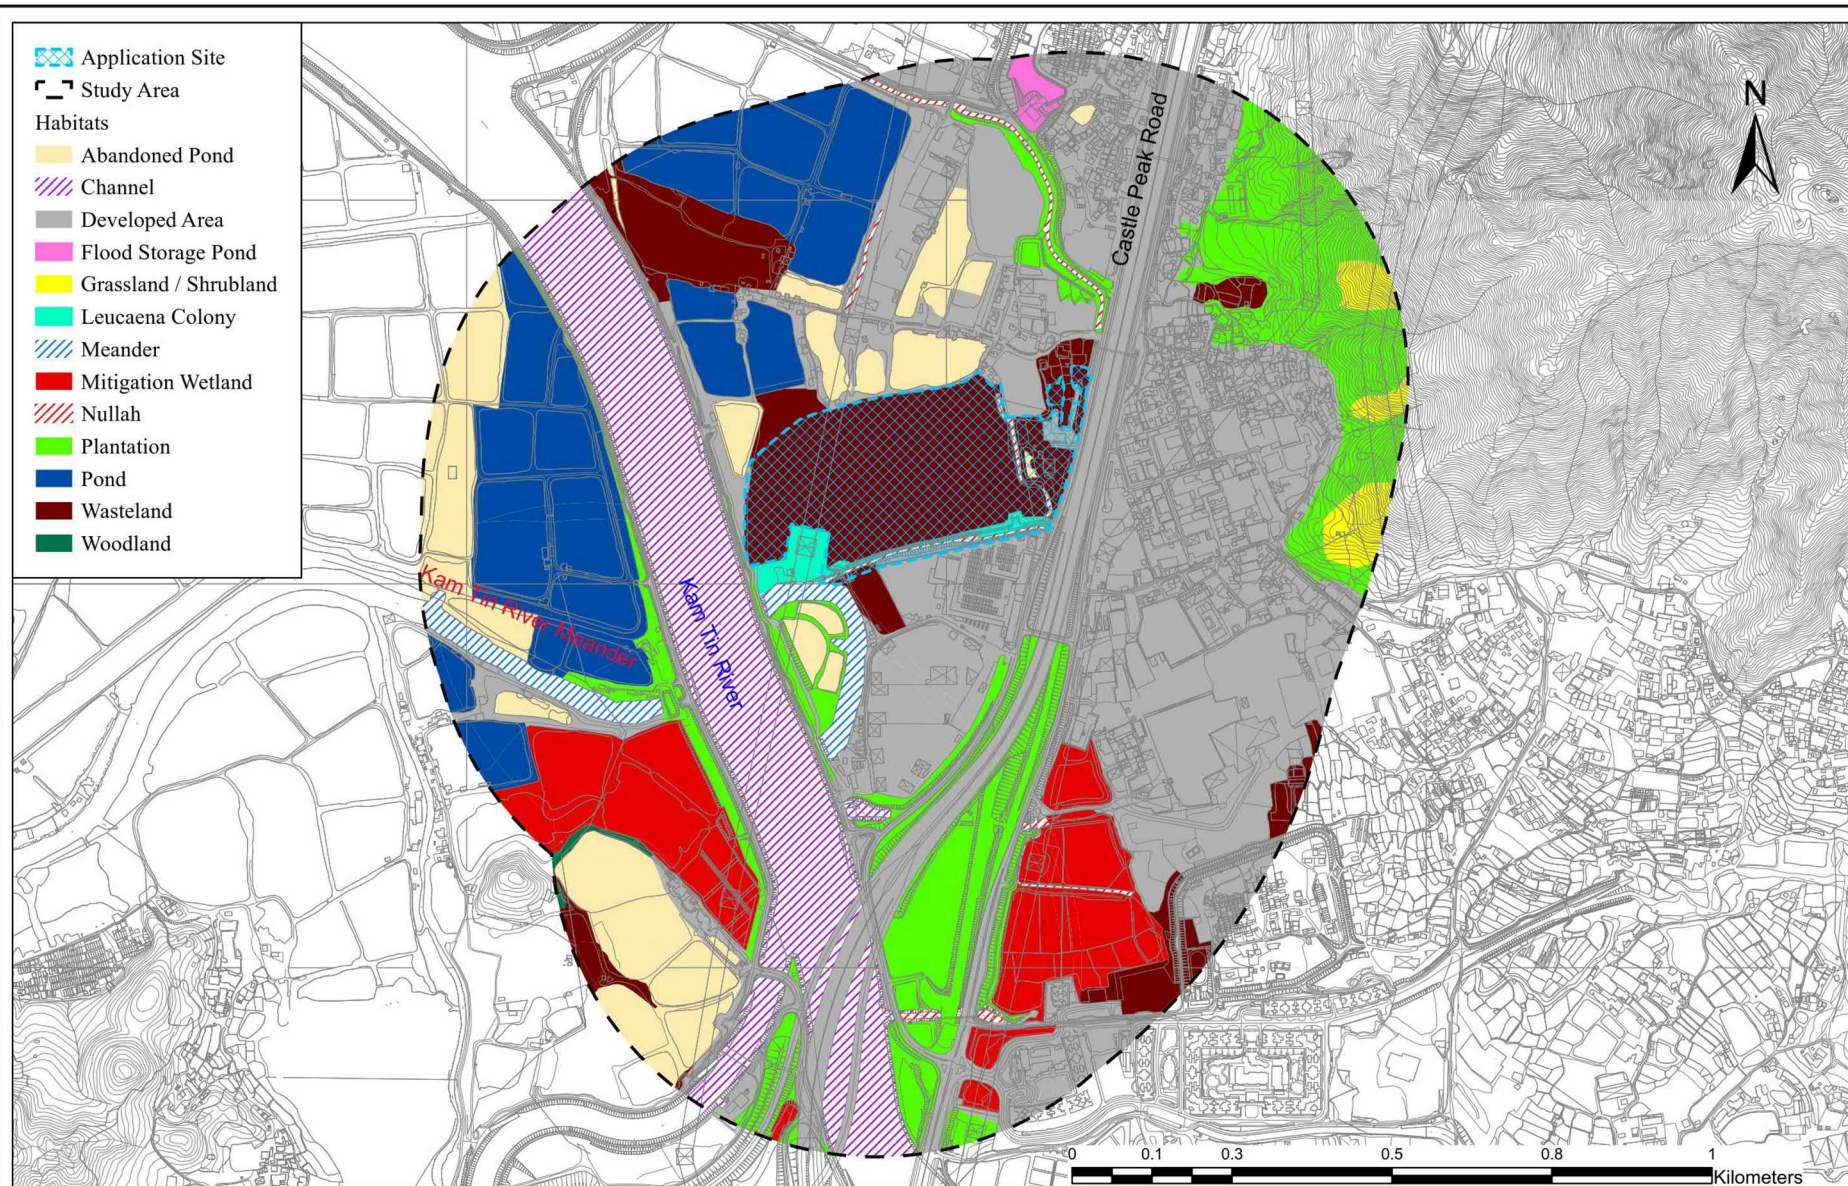 Application Site
Study Area
Habitats
Abandoned Pond
Channel
Developed Area
Flood Storage Pond
Grassland / Shrubland
Leucaena Colony
Meander
Mitigation Wetland
Nullah
Plantation
Pond
Wasteland
Woodland
N
Castle Peak Road
Kam Tin River Meander
Kam Tin River
0 0.1 0.3 0.5 0.8 1
Kilometers